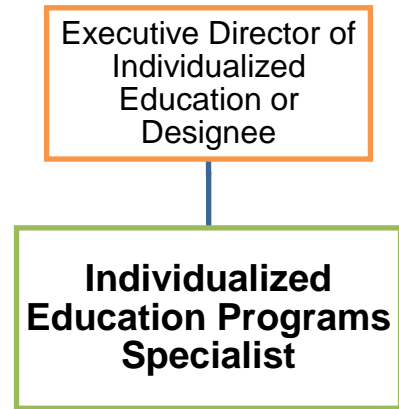 Executive Director of
Individualized
Education or
Designee
Individualized
Education Programs
Specialist